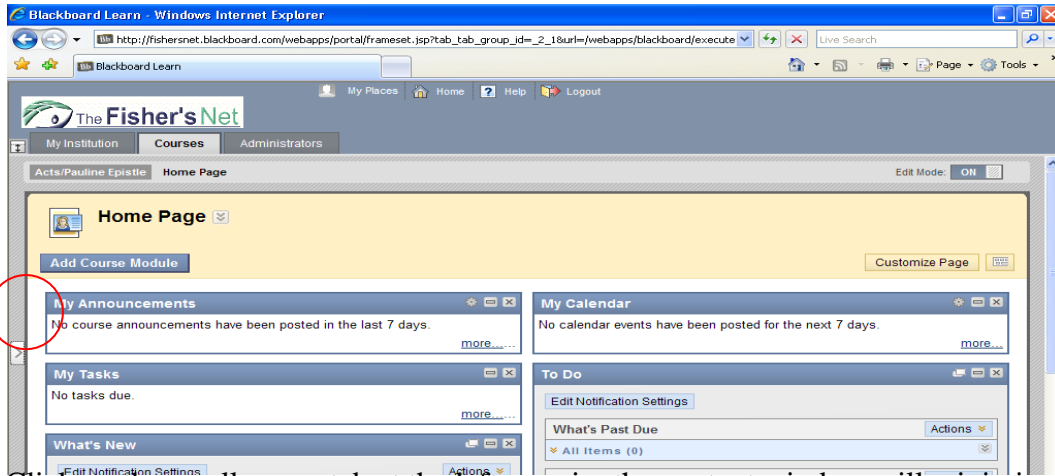 Blackboard Learn - Windows Internet Explorer
http://fishersnet.blackboard.com/webapps/portal/frameset.jsp?tab_tab_group_id=_2_1&url=/webapps/blackboard/execute
Live Search
Blackboard Learn
Page
Tools
My Places Home ? Help Logout
The Fisher's Net
My Institution Courses Administrators
Acts/Pauline Epistle Home Page
Edit Mode: ON
Home Page
Add Course Module
Customize Page
My Announcements
No course announcements have been posted in the last 7 days.
more......
My Calendar
No calendar events have been posted for the next 7 days.
more...
My Tasks
No tasks due.
more......
To Do
Edit Notification Settings
What's Past Due
Actions
All Items (0)
What's New
Edit Notification Settings
Actions